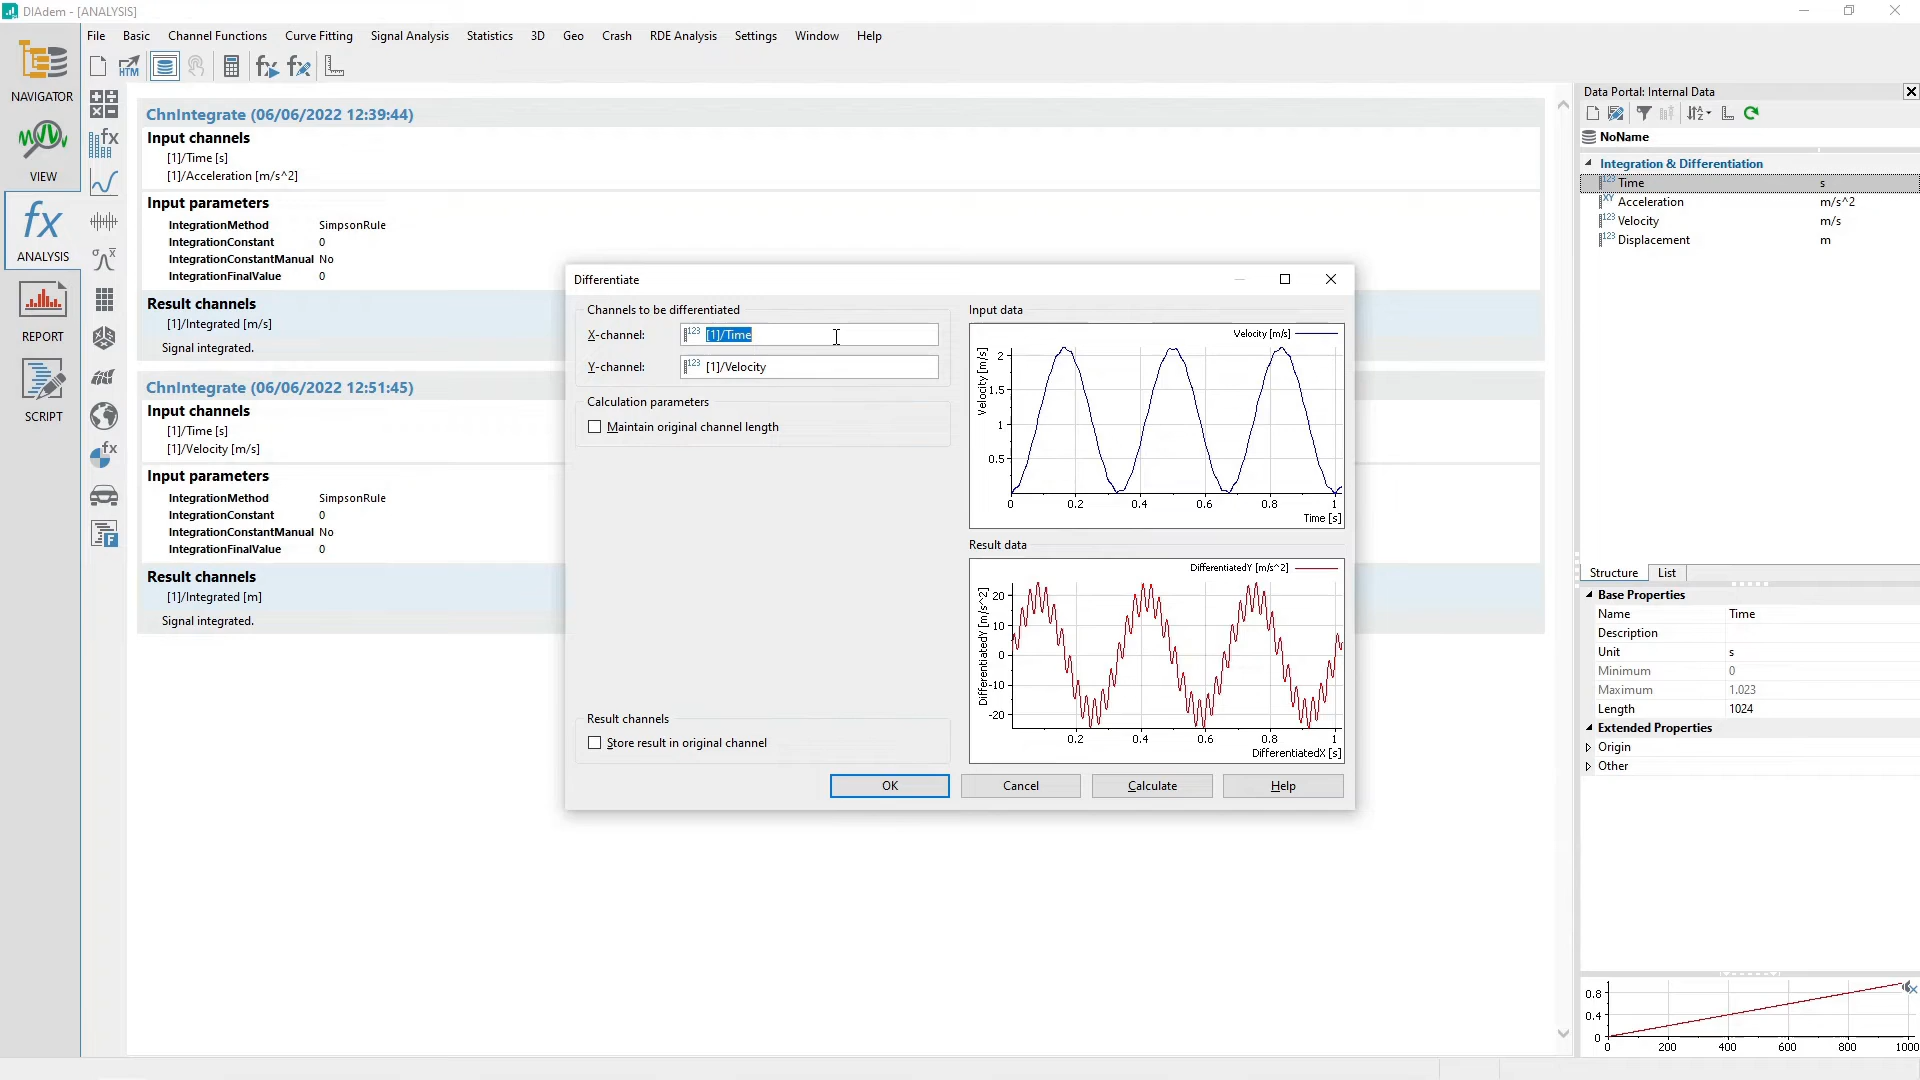 DIAdem - [ANALYSIS]
File Basic Channel Functions Curve Fitting Signal Analysis Statistics 3D Geo Crash RDE Analysis Settings Window Help
NAVIGATOR
VIEW
ANALYSIS
REPORT
SCRIPT
ChnIntegrate (06/06/2022 12:39:44)
Input channels
[1]/Time [s]
[1]/Acceleration [m/s^2]
Input parameters
IntegrationMethod SimpsonRule
IntegrationConstant 0
IntegrationConstantManual No
IntegrationFinalValue 0
Result channels
[1]/Integrated [m/s]
Signal integrated.
ChnIntegrate (06/06/2022 12:51:45)
Input channels
[1]/Time [s]
[1]/Velocity [m/s]
Input parameters
IntegrationMethod SimpsonRule
IntegrationConstant 0
IntegrationConstantManual No
IntegrationFinalValue 0
Result channels
[1]/Integrated [m]
Signal integrated.
Differentiate
Channels to be differentiated
X-channel: [1]/Time
Y-channel: [1]/Velocity
Calculation parameters
Maintain original channel length
Result channels
Store result in original channel
Input data
Velocity [m/s]
Velocity [m/s]
2
1.5
1
0.5
0 0.2 0.4 0.6 0.8 1
Time [s]
Result data
DifferentiatedY [m/s^2]
DifferentiatedY [m/s^2]
20
10
0
-10
-20
0.2 0.4 0.6 0.8 1
DifferentiatedX [s]
OK Cancel Calculate Help
Data Portal: Internal Data
NoName
Integration & Differentiation
Time s
Acceleration m/s^2
Velocity m/s
Displacement m
Structure List
Base Properties
Name Time
Description
Unit s
Minimum 0
Maximum 1.023
Length 1024
Extended Properties
Origin
Other
0.8
0.4
0
0 200 400 600 800 1000